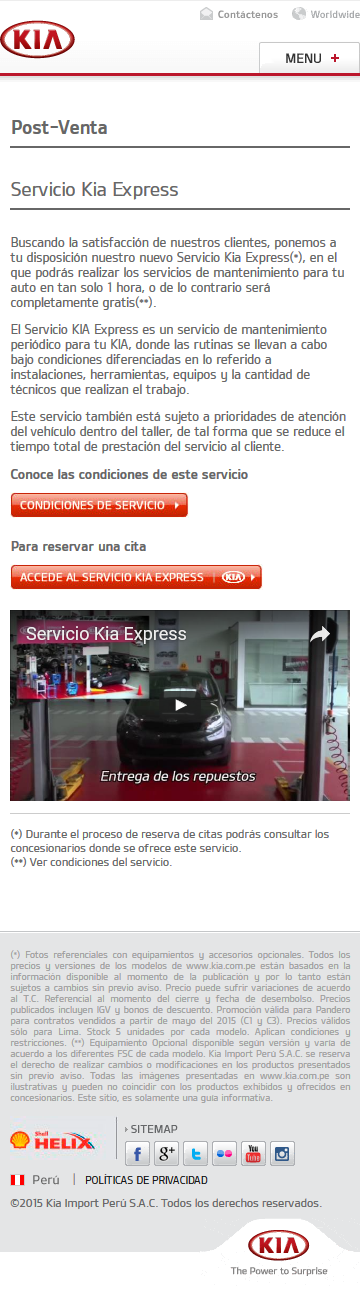 Contáctenos
Worldwide
KIA
MENU +
Post-Venta
Servicio Kia Express
Buscando la satisfacción de nuestros clientes, ponemos a
tu disposición nuestro nuevo Servicio Kia Express(*), en el
que podrás realizar los servicios de mantenimiento para tu
auto en tan solo 1 hora, o de lo contrario será
completamente gratis(**).
El Servicio KIA Express es un servicio de mantenimiento
periódico para tu KIA, donde las rutinas se llevan a cabo
bajo condiciones diferenciadas en lo referido a
instalaciones, herramientas, equipos y la cantidad de
técnicos que realizan el trabajo.
Este servicio también está sujeto a prioridades de atención
del vehículo dentro del taller, de tal forma que se reduce el
tiempo total de prestación del servicio al cliente.
Conoce las condiciones de este servicio
CONDICIONES DE SERVICIO
Para reservar una cita
ACCEDE AL SERVICIO KIA EXPRESS | KIA
Servicio Kia Express
Entrega de los repuestos
(*) Durante el proceso de reserva de citas podrás consultar los
concesionarios donde se ofrece este servicio.
(**) Ver condiciones del servicio.
(*) Fotos referenciales con equipamientos y accesorios opcionales. Todos los
precios y versiones de los modelos de www.kia.com.pe están basados en la
información disponible al momento de la publicación y por lo tanto están
sujetos a cambios sin previo aviso. Precio puede sufrir variaciones de acuerdo
al T.C. Referencial al momento del cierre y fecha de desembolso. Precios
publicados incluyen IGV y bonos de descuento. Promoción válida para Pandero
para contratos vendidos a partir de mayo del 2015 (C1 y C3). Precios válidos
sólo para Lima. Stock 5 unidades por cada modelo. Aplican condiciones y
restricciones. (**) Equipamiento Opcional disponible según versión y varía de
acuerdo a los diferentes FSC de cada modelo. Kia Import Perú S.A.C. se reserva
el derecho de realizar cambios o modificaciones en los productos presentados
sin previo aviso. Todas las imágenes presentadas en www.kia.com.pe son
ilustrativas y pueden no coincidir con los productos exhibidos y ofrecidos en
concesionarios. Este sitio, es solamente una guía informativa.
Shell
HELIX
SITEMAP
f g+ t You Tube
Perú | POLÍTICAS DE PRIVACIDAD
©2015 Kia Import Perú S.A.C. Todos los derechos reservados.
KIA
The Power to Surprise